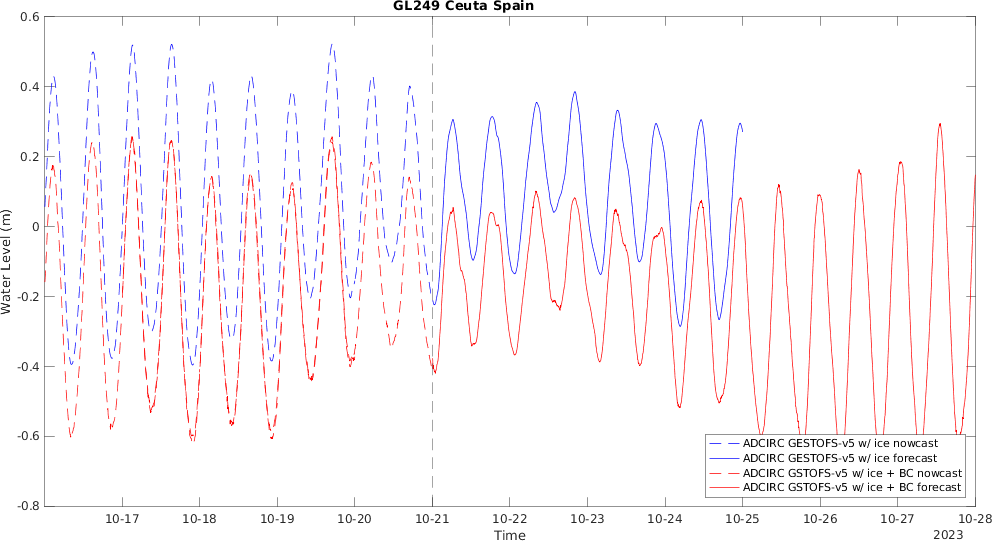 GL249 Ceuta Spain
0.6
0.4
0.2
0
-0.2
-0.4
-0.6
-0.8
Water Level (m)
ADCIRC GESTOFS-v5 w/ ice nowcast
ADCIRC GESTOFS-v5 w/ ice forecast
ADCIRC GSTOFS-v5 w/ ice + BC nowcast
ADCIRC GSTOFS-v5 w/ ice + BC forecast
10-17 10-18 10-19 10-20 10-21 10-22 10-23 10-24 10-25 10-26 10-27 10-28
Time
2023